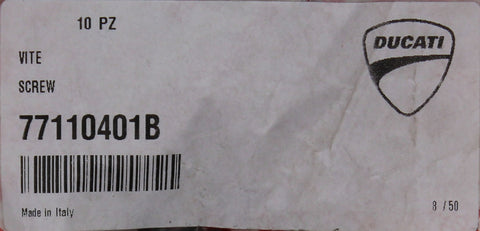 10 PZ
DUCATI
VITE
SCREW
77110401B
Made in Italy
8/50